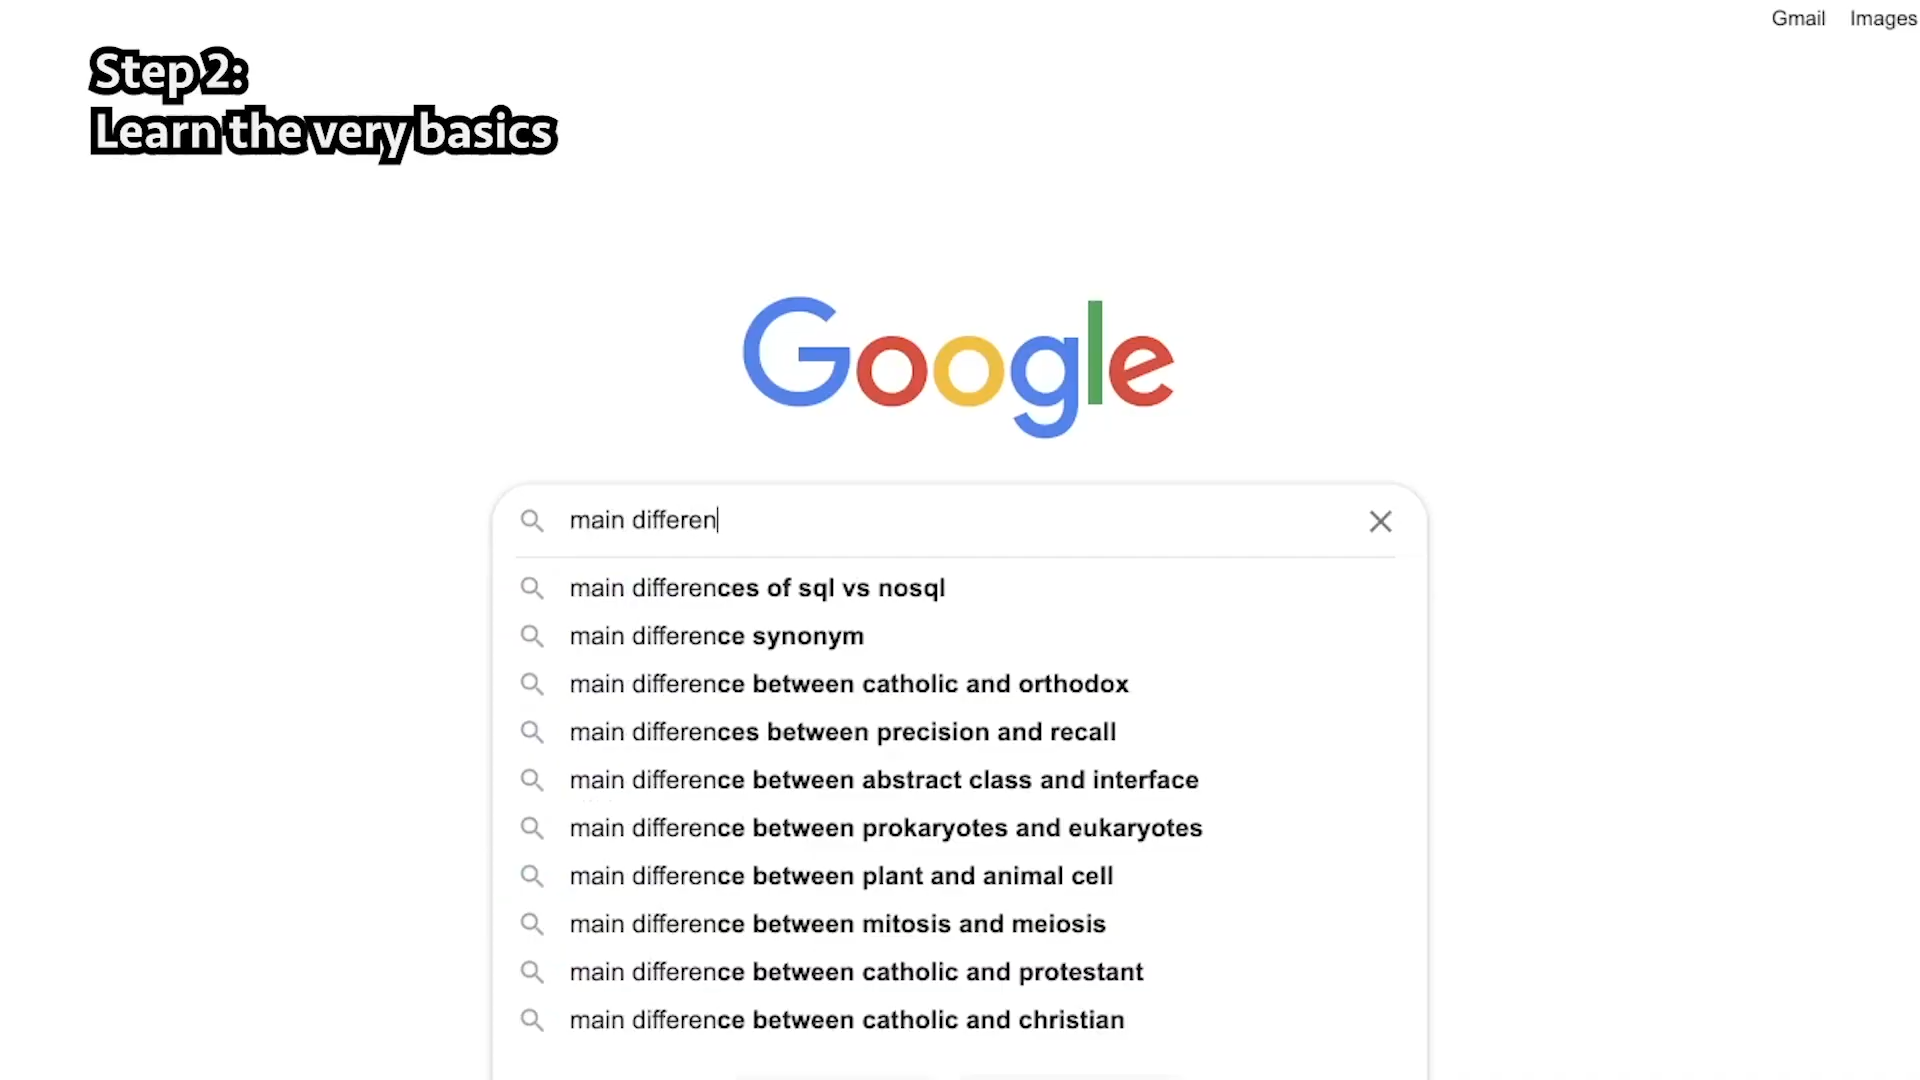 Gmail Images
Step 2:
Learn the very basics
Google
main differen
main differences of sql vs nosql
main difference synonym
main difference between catholic and orthodox
main differences between precision and recall
main difference between abstract class and interface
main difference between prokaryotes and eukaryotes
main difference between plant and animal cell
main difference between mitosis and meiosis
main difference between catholic and protestant
main difference between catholic and christian